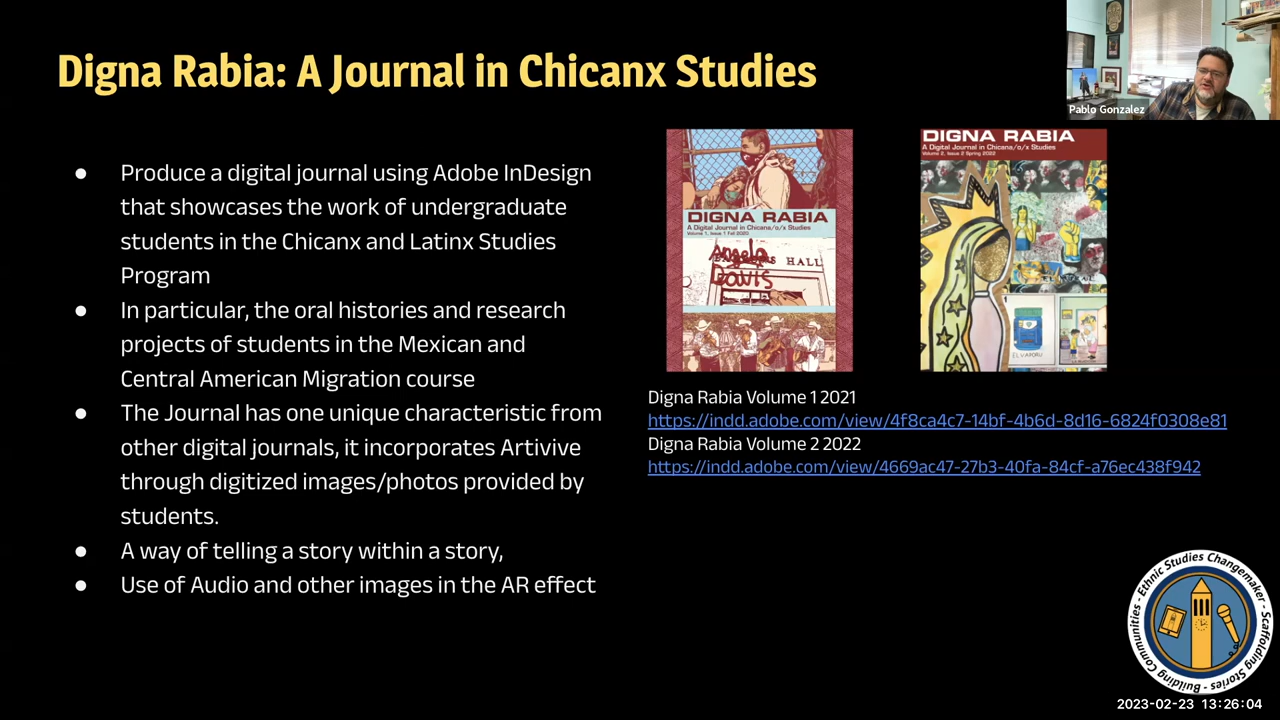 Digna Rabia: A Journal in Chicanx Studies
Pablo Gonzalez
● Produce a digital journal using Adobe InDesign
that showcases the work of undergraduate
students in the Chicanx and Latinx Studies
Program
● In particular, the oral histories and research
projects of students in the Mexican and
Central American Migration course
● The Journal has one unique characteristic from
other digital journals, it incorporates Artivive
through digitized images/photos provided by
students.
● A way of telling a story within a story,
● Use of Audio and other images in the AR effect
DIGNA RABIA
A Digital Journal in Chicana/o/x Studies
Volume 1, Issue 1 Fall 2020
Angela
HALL
Davis
DIGNA RABIA
A Digital Journal in Chicana/o/x Studies
Volume 2, Issue 2 Spring 2022
EL VAPORU
Digna Rabia Volume 1 2021
https://indd.adobe.com/view/4f8ca4c7-14bf-4b6d-8d16-6824f0308e81
Digna Rabia Volume 2 2022
https://indd.adobe.com/view/4669ac47-27b3-40fa-84cf-a76ec438f942
Ethnic Studies Changemaker - Scaffolding Stories - Building Communities -
2023-02-23 13:26:04